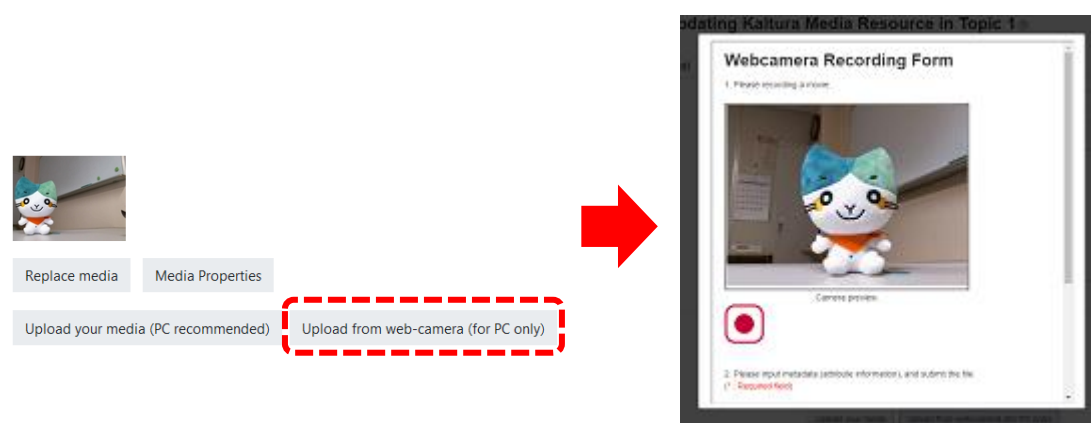 Replace media
Media Properties
Upload your media (PC recommended)
Upload from web-camera (for PC only)
pdating Kaltura Media Resource in Topic 1
Webcamera Recording Form
1. Please recording a movie.
Camera preview
2. Please input metadata (attribute information), and submit the file.
(* : Required field)